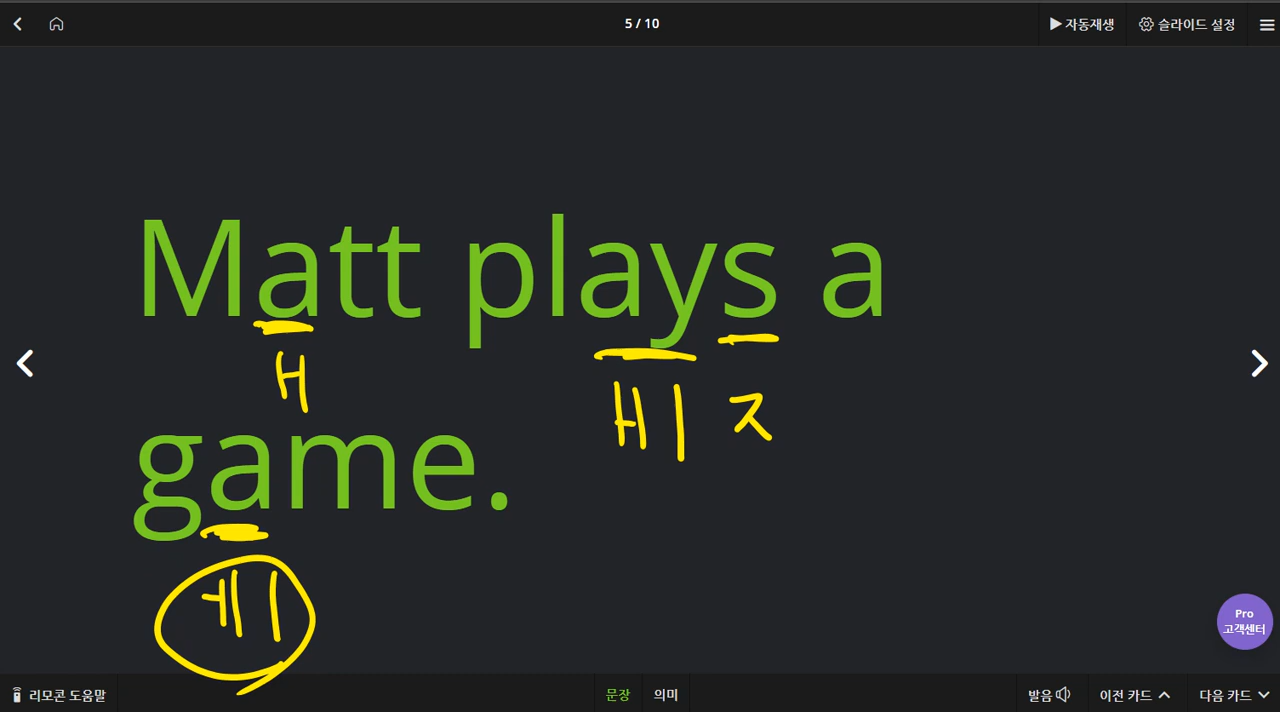 5 / 10
자동재생
슬라이드 설정
Matt plays a
ㅐ
ㅔㅣ ㅈ
game.
ㅔㅣ
Pro
고객센터
리모콘 도움말
문장
의미
발음
이전 카드
다음 카드